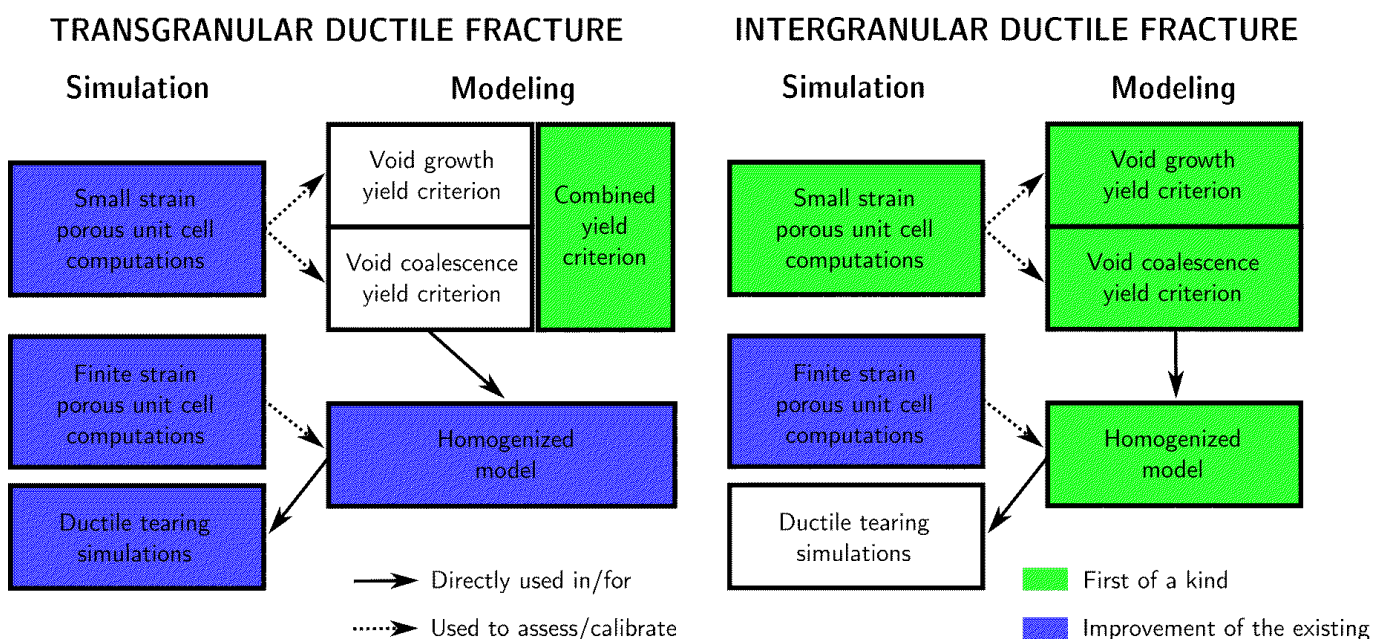 TRANSGRANULAR DUCTILE FRACTURE
Simulation
Modeling
Small strain
porous unit cell
computations
Void growth
yield criterion
Void coalescence
yield criterion
Combined
yield
criterion
Finite strain
porous unit cell
computations
Homogenized
model
Ductile tearing
simulations
Directly used in/for
Used to assess/calibrate
INTERGRANULAR DUCTILE FRACTURE
Simulation
Modeling
Small strain
porous unit cell
computations
Void growth
yield criterion
Void coalescence
yield criterion
Finite strain
porous unit cell
computations
Homogenized
model
Ductile tearing
simulations
First of a kind
Improvement of the existing